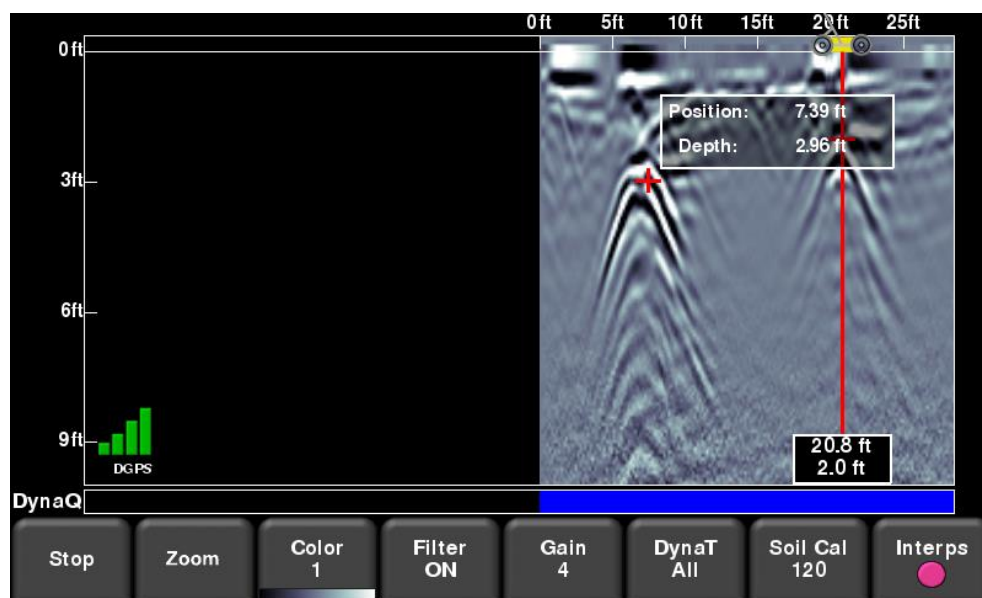 0 ft 5ft 10 ft 15ft 20 ft 25ft
0 ft
Position: 7.39 ft
Depth: 2.96 ft
3ft
6ft
9ft
DGPS
20.8 ft
2.0 ft
DynaQ
Stop Zoom Color Filter Gain DynaT Soil Cal Interps
1 ON 4 All 120